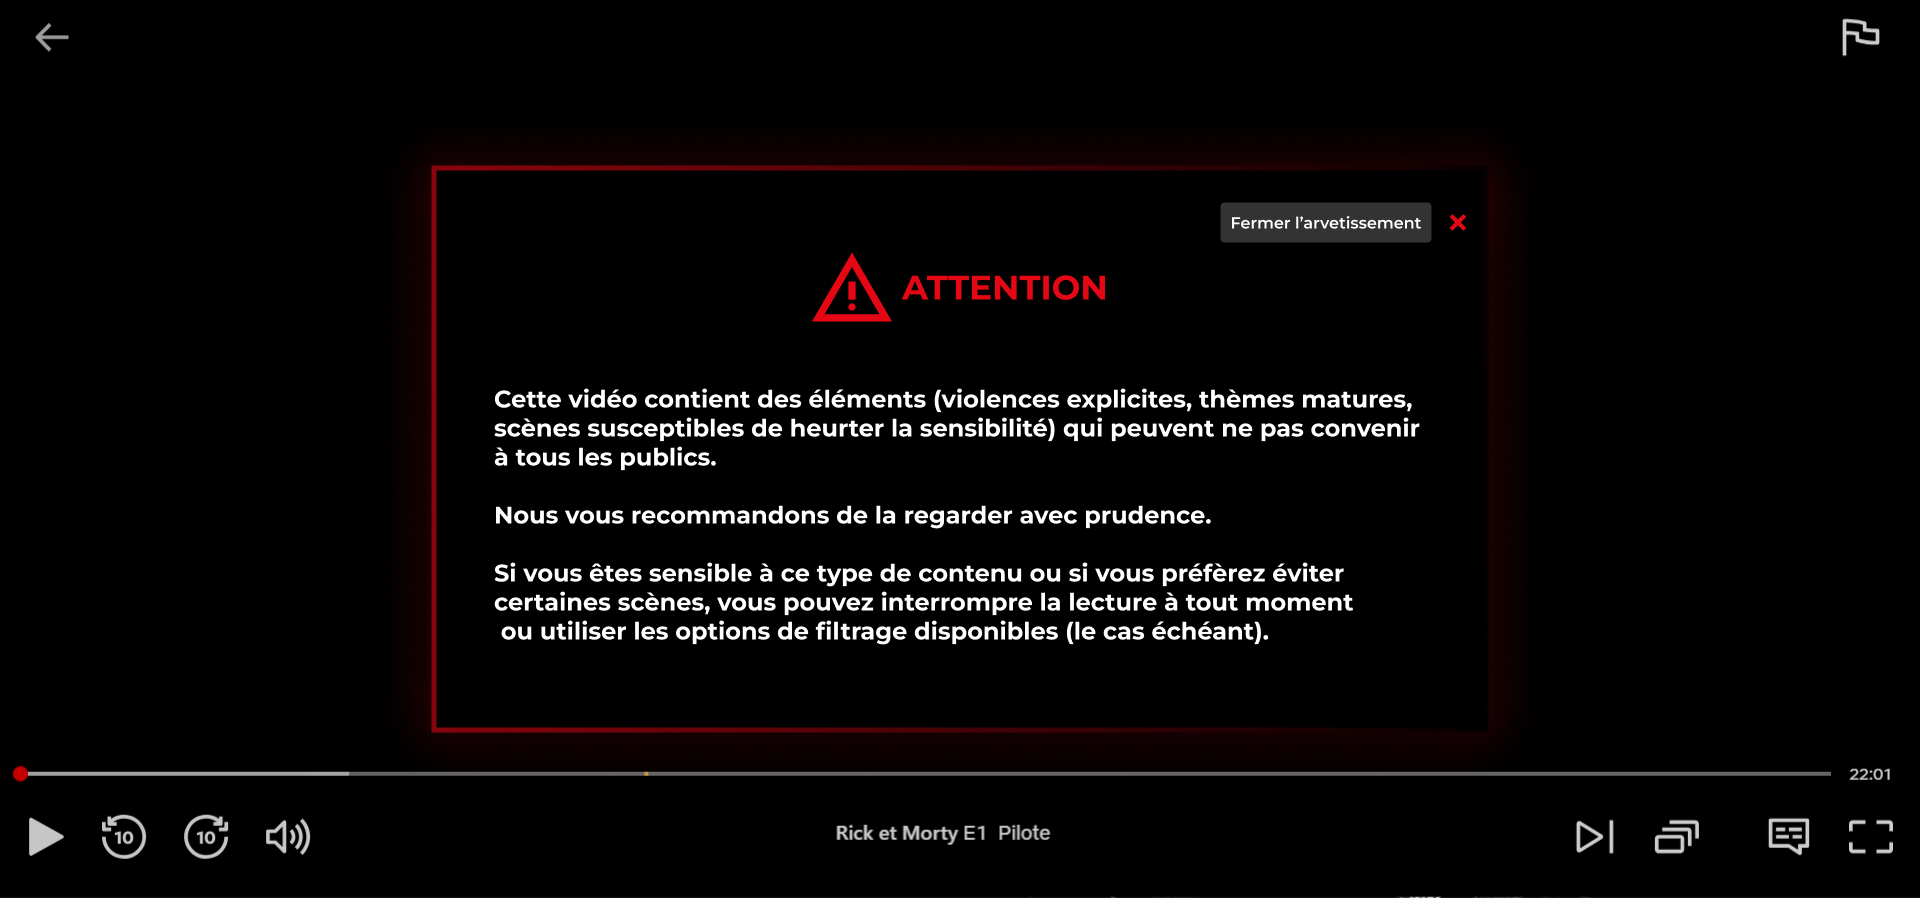 Fermer l'arvetissement
ATTENTION
Cette vidéo contient des éléments (violences explicites, thèmes matures,
scènes susceptibles de heurter la sensibilité) qui peuvent ne pas convenir
à tous les publics.
Nous vous recommandons de la regarder avec prudence.
Si vous êtes sensible à ce type de contenu ou si vous préfèrez éviter
certaines scènes, vous pouvez interrompre la lecture à tout moment
ou utiliser les options de filtrage disponibles (le cas échéant).
22:01
10
10
Rick et Morty E1 Pilote